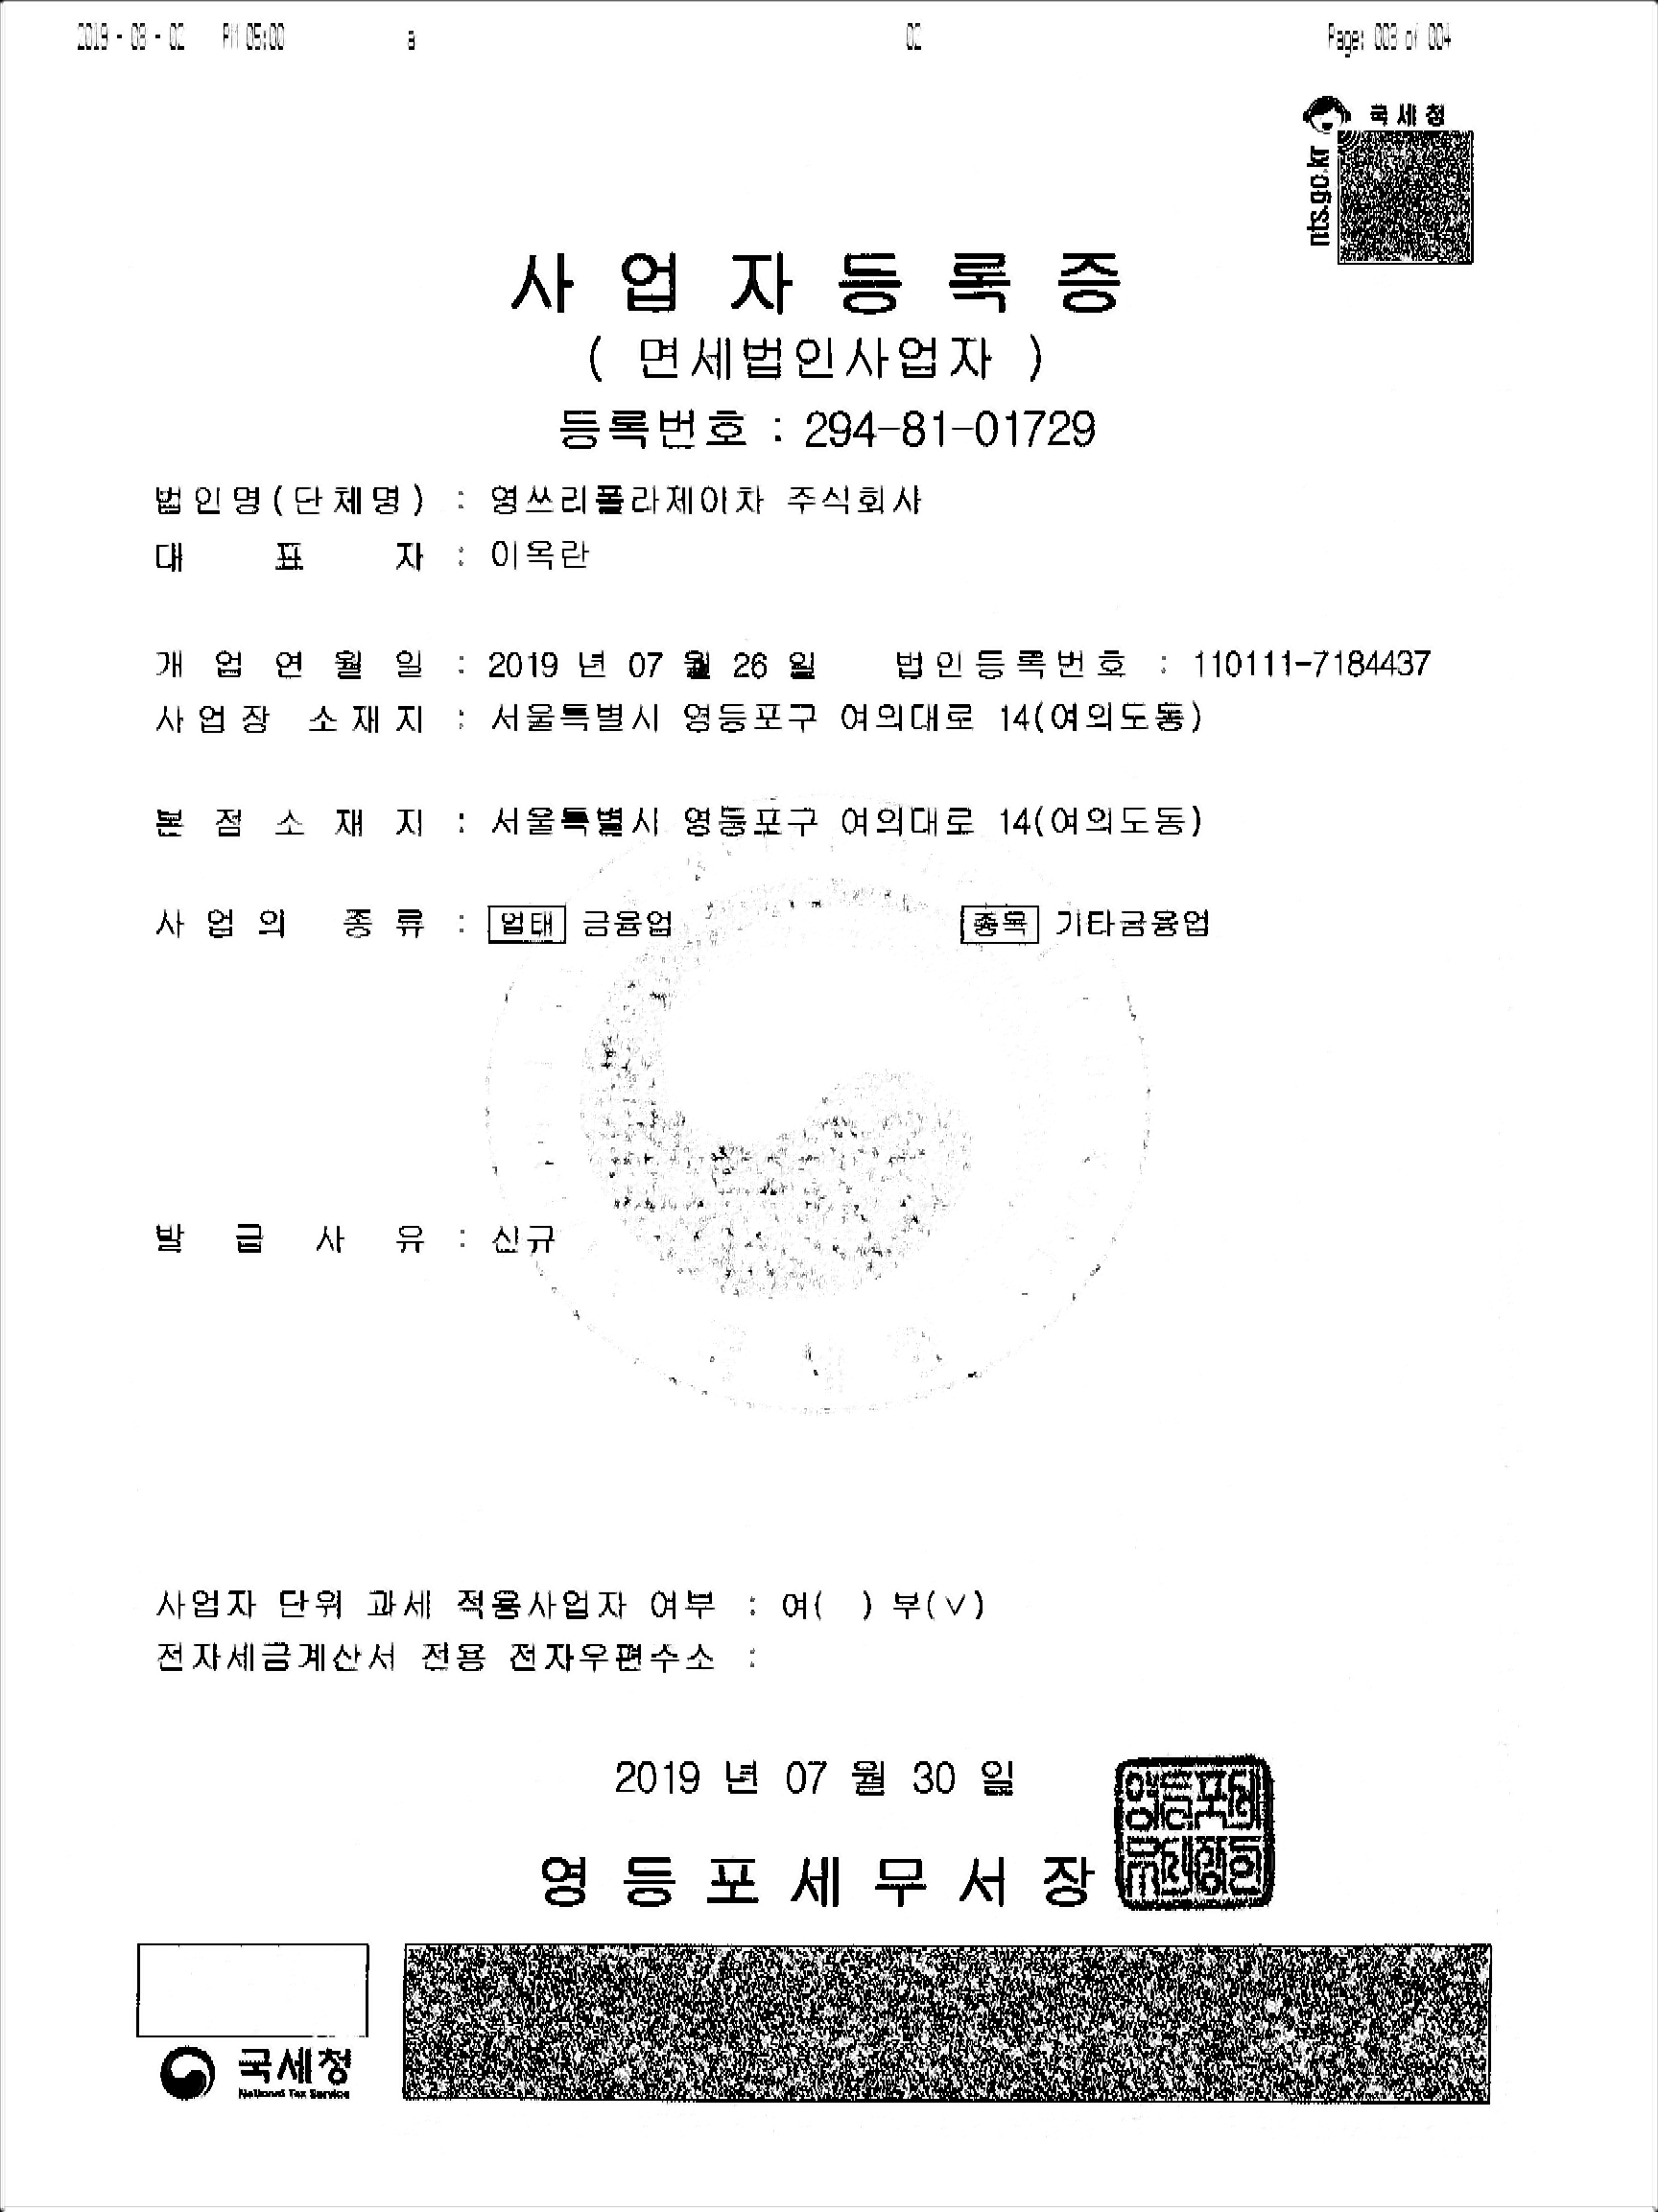 2019 - 08 - 02 PM 05:00 a 02 Page: 003 of 004
국세청
nts.go.kr
사업자등록증
( 면세법인사업자 )
등록번호 : 294-81-01729
법인명(단체명) : 영쓰리폴라제이차 주식회사
대 표 자 : 이옥란
개 업 연 월 일 : 2019 년 07 월 26 일 법인등록번호 : 110111-7184437
사업장 소재지 : 서울특별시 영등포구 여의대로 14(여의도동)
본 점 소 재 지 : 서울특별시 영등포구 여의대로 14(여의도동)
사업의 종류 : 업태 금융업 종목 기타금융업
발 급 사 유 : 신규
사업자 단위 과세 적용사업자 여부 : 여( ) 부(∨)
전자세금계산서 전용 전자우편주소 :
2019 년 07 월 30 일
영등포세무서장
국세청
National Tax Service